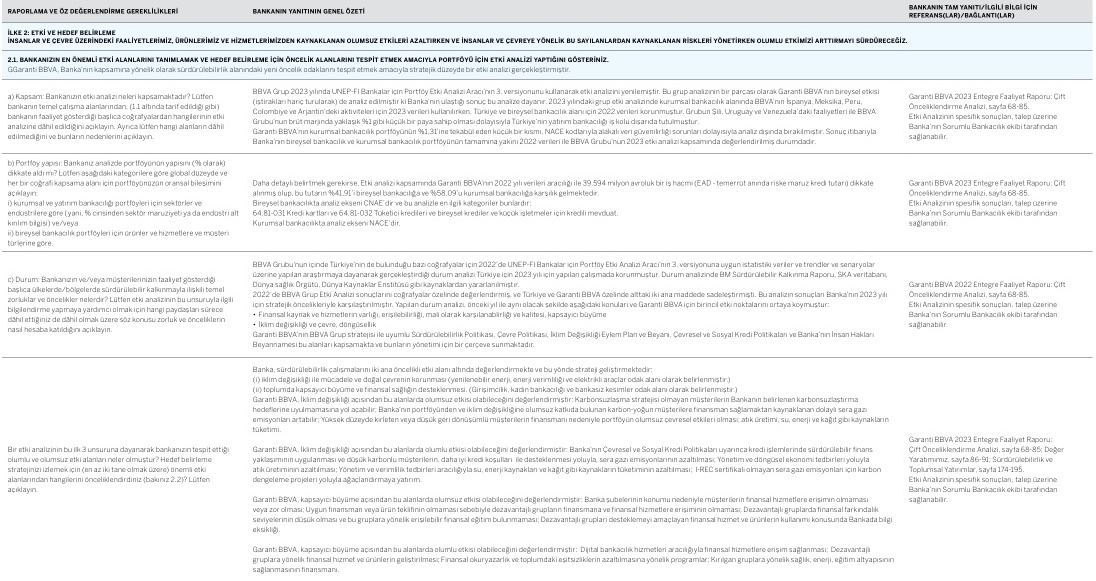 RAPORLAMA VE ÖZ DEĞERLENDİRME GEREKLİLİKLERİ
BANKANIN YANITININ GENEL ÖZETİ
BANKANIN TAM YANITI/İLGİLİ BİLGİ İÇİN
REFERANS(LAR)/BAĞLANTI(LAR)
İLKE 2: ETKİ VE HEDEF BELİRLEME
İNSANLAR VE ÇEVRE ÜZERİNDEKİ FAALİYETLERİMİZ, ÜRÜNLERİMİZ VE HİZMETLERİMİZDEN KAYNAKLANAN OLUMSUZ ETKİLERİ AZALTIRKEN VE İNSANLAR VE ÇEVREYE YÖNELİK BU SAYILANLARDAN KAYNAKLANAN RİSKLERİ YÖNETİRKEN OLUMLU ETKİMİZİ ARTTIRMAYI SÜRDÜRECEĞİZ.
2.1. BANKANIZIN EN ÖNEMLİ ETKİ ALANLARINI TANIMLAMAK VE HEDEF BELİRLEME İÇİN ÖNCELİK ALANLARINI TESPİT ETMEK AMACIYLA PORTFÖYÜ İÇİN ETKİ ANALİZİ YAPTIĞINI GÖSTERİNİZ.
GGaranti BBVA, Banka'nın kapsamına yönelik olarak sürdürülebilirlik alanındaki yeni öncelik odaklarını tespit etmek amacıyla stratejik düzeyde bir etki analizi gerçekleştirmiştir.
a) Kapsam: Bankanızın etki analizi neleri kapsamaktadır? Lütfen
bankanın temel çalışma alanlarından, (1.1 altında tarif edildiği gibi)
bankanın faaliyet gösterdiği başlıca coğrafyalardan hangilerinin etki
analizine dâhil edildiğini açıklayın. Ayrıca lütfen hangi alanların dâhil
edilmediğini ve bunların nedenlerini açıklayın.
BBVA Grup 2023 yılında UNEP-FI Bankalar için Portföy Etki Analizi Aracı'nın 3. versiyonunu kullanarak etki analizini yenilemiştir. Bu grup analizinin bir parçası olarak Garanti BBVA'nın bireysel etkisi
(iştirakları hariç turularak) de analiz edilmiştir ki Banka'nın ulaştığı sonuç bu analize dayanır. 2023 yılındaki grup etki analizinde kurumsal bankacılık alanında BBVA'nın İspanya, Meksika, Peru,
Colombiye ve Arjantin'deki aktiviteleri için 2023 verileri kullanılırken, Türkiye ve bireysel bankacılık alanı için 2022 verileri korunmuştur. Grubun Şili, Uruguay ve Venezuela'daki faaliyetleri ile BBVA
Grubu'nun brüt marjında yaklaşık %1 gibi küçük bir paya sahip olması dolayısıyla Türkiye'nin yatırım bankacılığı iş kolu dışarıda tutulmuştur.
Garanti BBVA'nın kurumsal bankacılık portföyünün %1.31'ine tekabül eden küçük bir kısmı, NACE kodlarıyla alakalı veri güvenilirliği sorunları dolayısıyla analiz dışında bırakılmıştır. Sonuç itibarıyla
Banka'nın bireysel ve kurumsal bankacılık portföyünün tamamına yakını 2022 verileri ile BBVA Grubu'nun 2023 etki analizi kapsamında değerlendirilmiş durumdadır.
Garanti BBVA 2023 Entegre Faaliyet Raporu: Çift
Önceliklendirme Analizi, sayfa 68-85.
Etki Analizinin spesifik sonuçları, talep üzerine
Banka'nın Sorumlu Bankacılık ekibi tarafından
sağlanabilir.
b) Portföy yapısı: Bankanız analizde portföyünün yapısını (% olarak)
dikkate aldı mı? Lütfen aşağıdaki kategorilere göre global düzeyde ve
her bir coğrafi kapsama alanı için portföyünüzün oransal bileşimini
açıklayın:
i) kurumsal ve yatırım bankacılığı portföyleri için sektörler ve
endüstrilere göre (yani, % cinsinden sektör maruziyeti ya da endüstri alt
kırılım bilgisi) ve/veya
ii) bireysel bankacılık portföyleri için ürünler ve hizmetlere ve müşteri
türlerine göre.
Daha detaylı belirtmek gerekirse, Etki analizi kapsamında Garanti BBVA'nın 2022 yılı verileri aracılığı ile 39.594 milyon avroluk bir iş hacmi (EAD - temerrüt anında riske maruz kredi tutarı) dikkate
alınmış olup, bu tutarın %41.91'i bireysel bankacılığa ve %58.09'u kurumsal bankacılığa karşılık gelmektedir.
Bireysel bankacılıkta analiz ekseni CNAE'dir ve bu analizde en ilgili kategoriler bunlardır:
64.81-031 Kredi kartları ve 64.81-032 Tüketici kredileri ve bireysel krediler ve küçük işletmeler için kredili mevduat.
Kurumsal bankacılıkta analiz ekseni NACE'dir.
Garanti BBVA 2023 Entegre Faaliyet Raporu: Çift
Önceliklendirme Analizi, sayfa 68-85.
Etki Analizinin spesifik sonuçları, talep üzerine
Banka'nın Sorumlu Bankacılık ekibi tarafından
sağlanabilir.
c) Durum: Bankanızın ve/veya müşterilerinizin faaliyet gösterdiği
başlıca ülkelerde/bölgelerde sürdürülebilir kalkınmayla ilişkili temel
zorluklar ve öncelikler nelerdir? Lütfen etki analizinin bu unsuruyla ilgili
bilgilendirme yapmaya yardımcı olmak için hangi paydaşları sürece
dâhil ettiğiniz de dâhil olmak üzere söz konusu zorluk ve önceliklerin
nasıl hesaba katıldığını açıklayın.
BBVA Grubu'nun içinde Türkiye'nin de bulunduğu bazı coğrafyalar için 2022'de UNEP-FI Bankalar için Portföy Etki Analizi Aracı'nın 3. versiyonuna uygun istatistik veriler ve trendler ve senaryolar
üzerine yapılan araştırmaya dayanarak gerçekleştirdiği durum analizi Türkiye için 2023 yılı için yapılan çalışmada korunmuştur. Durum analizinde BM Sürdürülebilir Kalkınma Raporu, SKA veritabanı,
Dünya Sağlık Örgütü, Dünya Kaynaklar Enstitüsü gibi kaynaklardan yararlanılmıştır.
2022'de BBVA Grup Etki Analizi sonuçlarını coğrafyalar özelinde değerlendirmiş, ve Türkiye ve Garanti BBVA özelinde alttaki iki ana maddede sadeleştirmişti. Bu analizin sonuçları Banka'nın 2023 yılı
için stratejik öncelikleriyle karşılaştırılmıştır. Yapılan durum analizi, önceki yıl ile aynı olacak şekilde aşağıdaki konuları ve Garanti BBVA için birincil etki noktalarını ortaya koymuştur:
• Finansal kaynak ve hizmetlerin varlığı, erişilebilirliği, mali olarak karşılanabilirliği ve kalitesi, kapsayıcı büyüme
• İklim değişikliği ve çevre, döngüsellik
Garanti BBVA'nın BBVA Grup stratejisi ile uyumlu Sürdürülebilirlik Politikası, Çevre Politikası, İklim Değişikliği Eylem Plan ve Beyanı, Çevresel ve Sosyal Kredi Politikaları ve Banka'nın İnsan Hakları
Beyannamesi bu alanları kapsamakta ve bunların yönetimi için bir çerçeve sunmaktadır.
Garanti BBVA 2022 Entegre Faaliyet Raporu: Çift
Önceliklendirme Analizi, sayfa 68-85.
Etki Analizinin spesifik sonuçları, talep üzerine
Banka'nın Sorumlu Bankacılık ekibi tarafından
sağlanabilir.
Bir etki analizinin bu ilk 3 unsuruna dayanarak bankanızın tespit ettiği
olumlu ve olumsuz etki alanları neler olmuştur? Hedef belirleme
stratejinizi izlemek için (en az iki tane olmak üzere) önemli etki
alanlarından hangilerini önceliklendirdiniz (bakınız 2.2)? Lütfen
açıklayın.
Banka, sürdürülebilirlik çalışmalarını iki ana öncelikli etki alanı altında değerlendirmekte ve bu yönde strateji geliştirmektedir:
(i) iklim değişikliği ile mücadele ve doğal çevrenin korunması (yenilenebilir enerji, enerji verimliliği ve elektrikli araçlar odak alanı olarak belirlenmiştir.)
(ii) toplumda kapsayıcı büyüme ve finansal sağlığın desteklenmesi. (Girişimcilik, kadın bankacılığı ve bankasız kesimler odak alanı olarak belirlenmiştir.)
Garanti BBVA, İklim değişikliği açısından bu alanlarda olumsuz etkisi olabileceğini değerlendirmiştir: Karbonsuzlaşma stratejisi olmayan müşterilerin Bankanın belirlenen karbonsuzlaştırma
hedeflerine uyulmamasına yol açabilir; Banka'nın portföyünden ve iklim değişikliğine olumsuz katkıda bulunan karbon-yoğun müşterilere finansman sağlamaktan kaynaklanan dolaylı sera gazı
emisyonları artabilir; Yüksek düzeyde kirleten veya düşük geri dönüşümlü müşterilerin finansmanı nedeniyle portföyün olumsuz çevresel etkileri olması; atık üretimi, su, enerji ve kağıt gibi kaynakların
tüketimi.
Garanti BBVA, İklim değişikliği açısından bu alanlarda olumlu etkisi olabileceğini değerlendirmiştir: Banka'nın Çevresel ve Sosyal Kredi Politikaları uyarınca kredi işlemlerinde sürdürülebilir finans
yaklaşımının uygulanması ve düşük karbonlu modellerin, daha iyi kredi koşulları ile desteklenmesi yoluyla, sera gazı emisyonlarının azaltılması; Yönetim ve döngüsel ekonomi tedbirleri yoluyla
atık üretiminin azaltılması; Yönetim ve verimlilik tedbirleri aracılığıyla su, enerji kaynakları ve kağıt gibi kaynakların tüketiminin azaltılması; I-REC sertifikalı olmayan sera gazı emisyonları için karbon
dengeleme projeleri yoluyla ağaçlandırmaya yatırım.
Garanti BBVA, kapsayıcı büyüme açısından bu alanlarda olumsuz etkisi olabileceğini değerlendirmiştir: Banka şubelerinin konumu nedeniyle müşterilerin finansal hizmetlere erişimin olmaması
veya zor olması; Uygun finansman veya ürün teklifinin olmaması sebebiyle dezavantajlı grupların finansmana ve finansal hizmetlere erişiminin olmaması; Dezavantajlı gruplarda finansal farkındalık
seviyelerinin düşük olması ve bu gruplara yönelik erişilebilir finansal eğitim bulunmaması; Dezavantajlı grupları desteklemeyi amaçlayan finansal hizmet ve ürünlerin kullanımı konusunda Bankada bilgi
eksikliği.
Garanti BBVA, kapsayıcı büyüme açısından bu alanlarda olumlu etkisi olabileceğini değerlendirmiştir: Dijital bankacılık hizmetleri aracılığıyla finansal hizmetlere erişim sağlanması; Dezavantajlı
gruplara yönelik finansal hizmet ve ürünlerin geliştirilmesi; Finansal okuryazarlık ve toplumdaki eşitsizliklerin azaltılmasına yönelik programlar; Kırılgan gruplara yönelik sağlık, enerji, eğitim altyapısının
sağlanmasının finansmanı.
Garanti BBVA 2023 Entegre Faaliyet Raporu:
Çift Önceliklendirme Analizi, sayfa 68-85; Değer
Yaratımımız, sayfa 86-91; Sürdürülebilirlik ve
Toplumsal Yatırımlar, sayfa 174-195.
Etki Analizinin spesifik sonuçları, talep üzerine
Banka'nın Sorumlu Bankacılık ekibi tarafından
sağlanabilir.